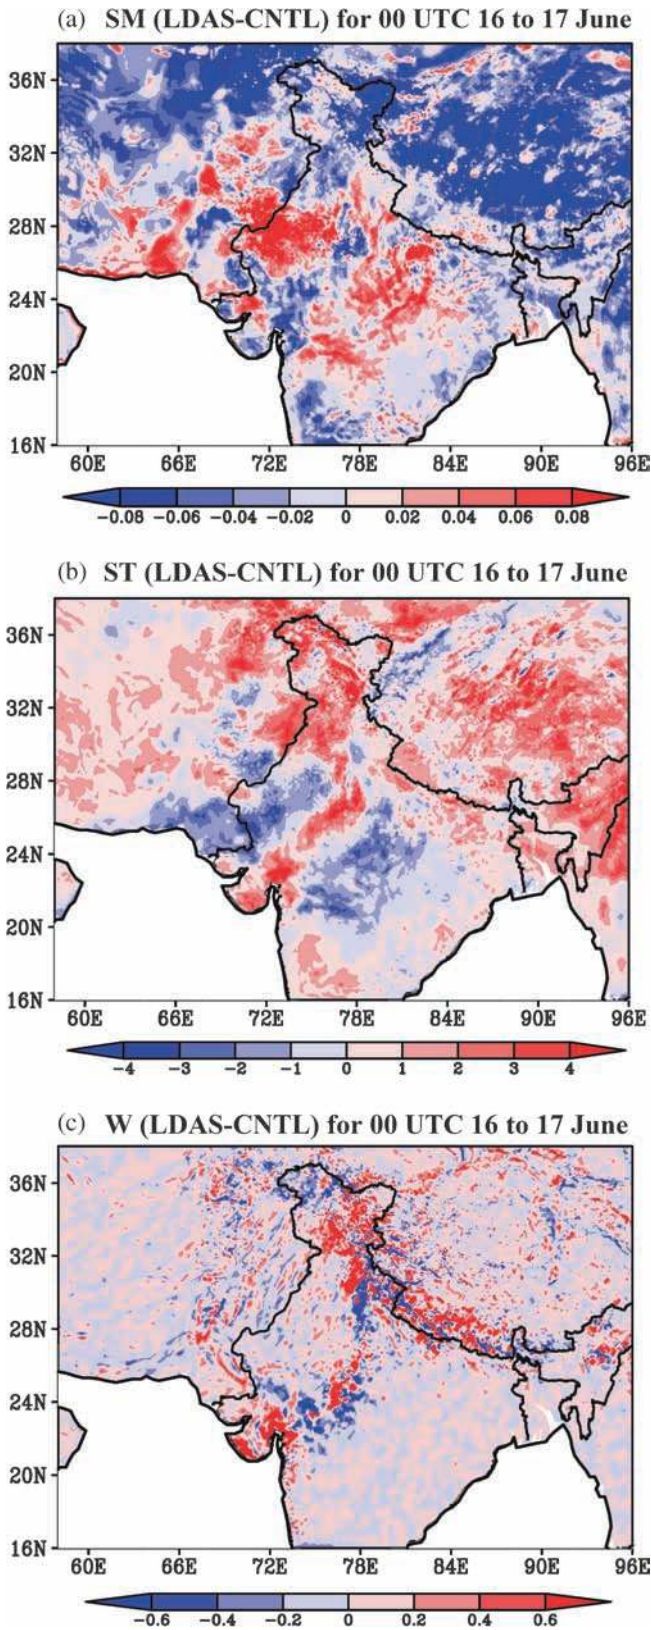 (a) SM (LDAS-CNTL) for 00 UTC 16 to 17 June
36N
32N
28N
24N
20N
16N
60E 66E 72E 78E 84E 90E 96E
-0.08 -0.06 -0.04 -0.02 0 0.02 0.04 0.06 0.08
(b) ST (LDAS-CNTL) for 00 UTC 16 to 17 June
36N
32N
28N
24N
20N
16N
60E 66E 72E 78E 84E 90E 96E
-4 -3 -2 -1 0 1 2 3 4
(c) W (LDAS-CNTL) for 00 UTC 16 to 17 June
36N
32N
28N
24N
20N
16N
60E 66E 72E 78E 84E 90E 96E
-0.6 -0.4 -0.2 0 0.2 0.4 0.6